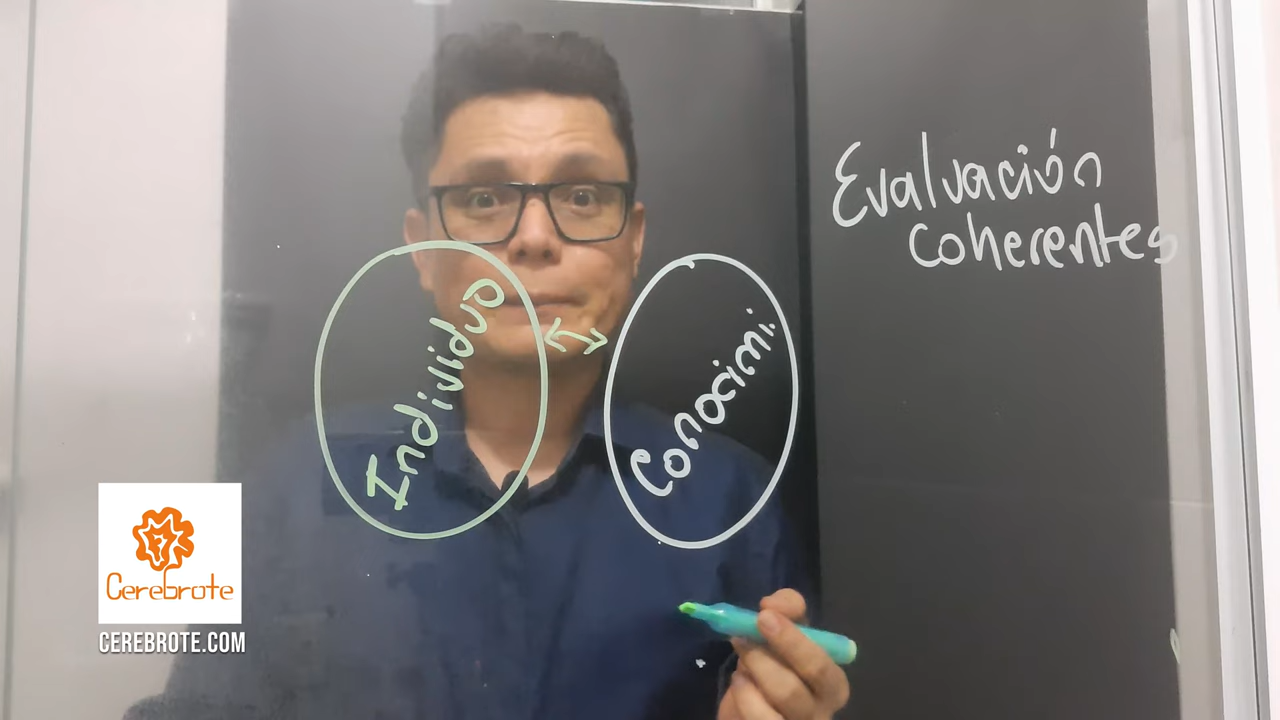 Evaluación
coherentes
Individuo
Conocimi.
Cerebrote
CEREBROTE.COM